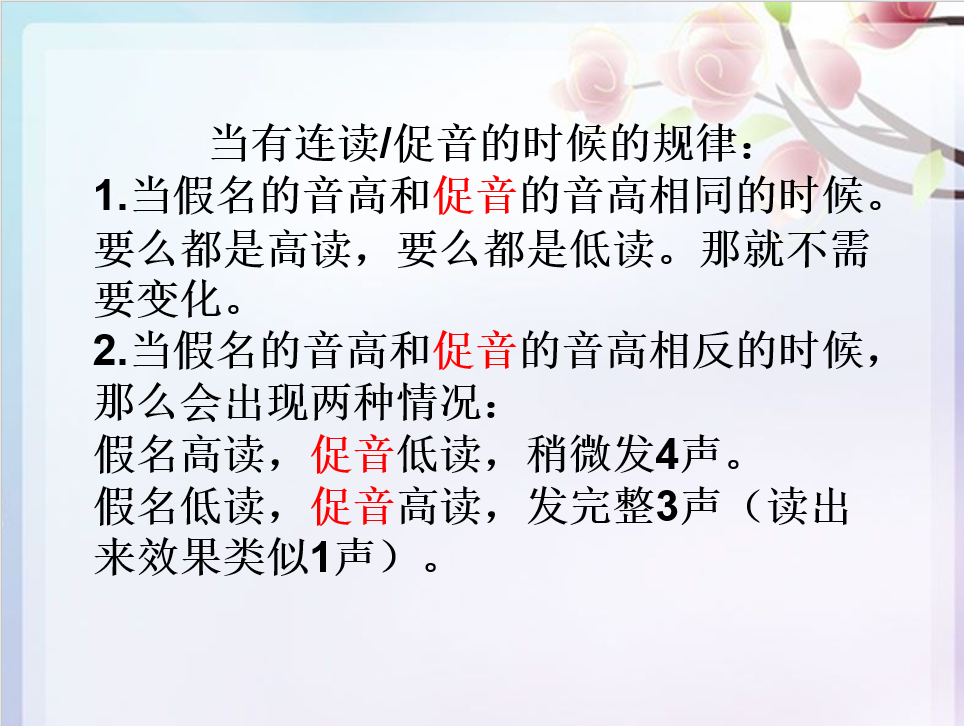 当有连读/促音的时候的规律：
1.当假名的音高和促音的音高相同的时候。
要么都是高读，要么都是低读。那就不需
要变化。
2.当假名的音高和促音的音高相反的时候，
那么会出现两种情况：
假名高读，促音低读，稍微发4声。
假名低读，促音高读，发完整3声（读出
来效果类似1声）。